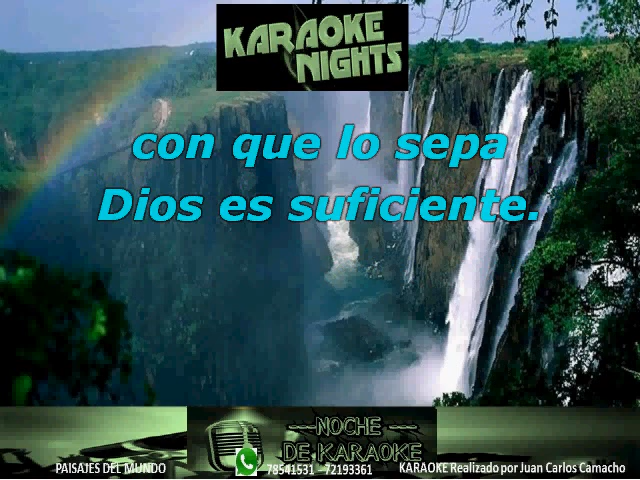 KARAOKE
NIGHTS
con que lo sepa
Dios es suficiente.
---NOCHE ---
DE KARAOKE
PAISAJES DEL MUNDO
78541531 - 72193361
KARAOKE Realizado por Juan Carlos Camacho